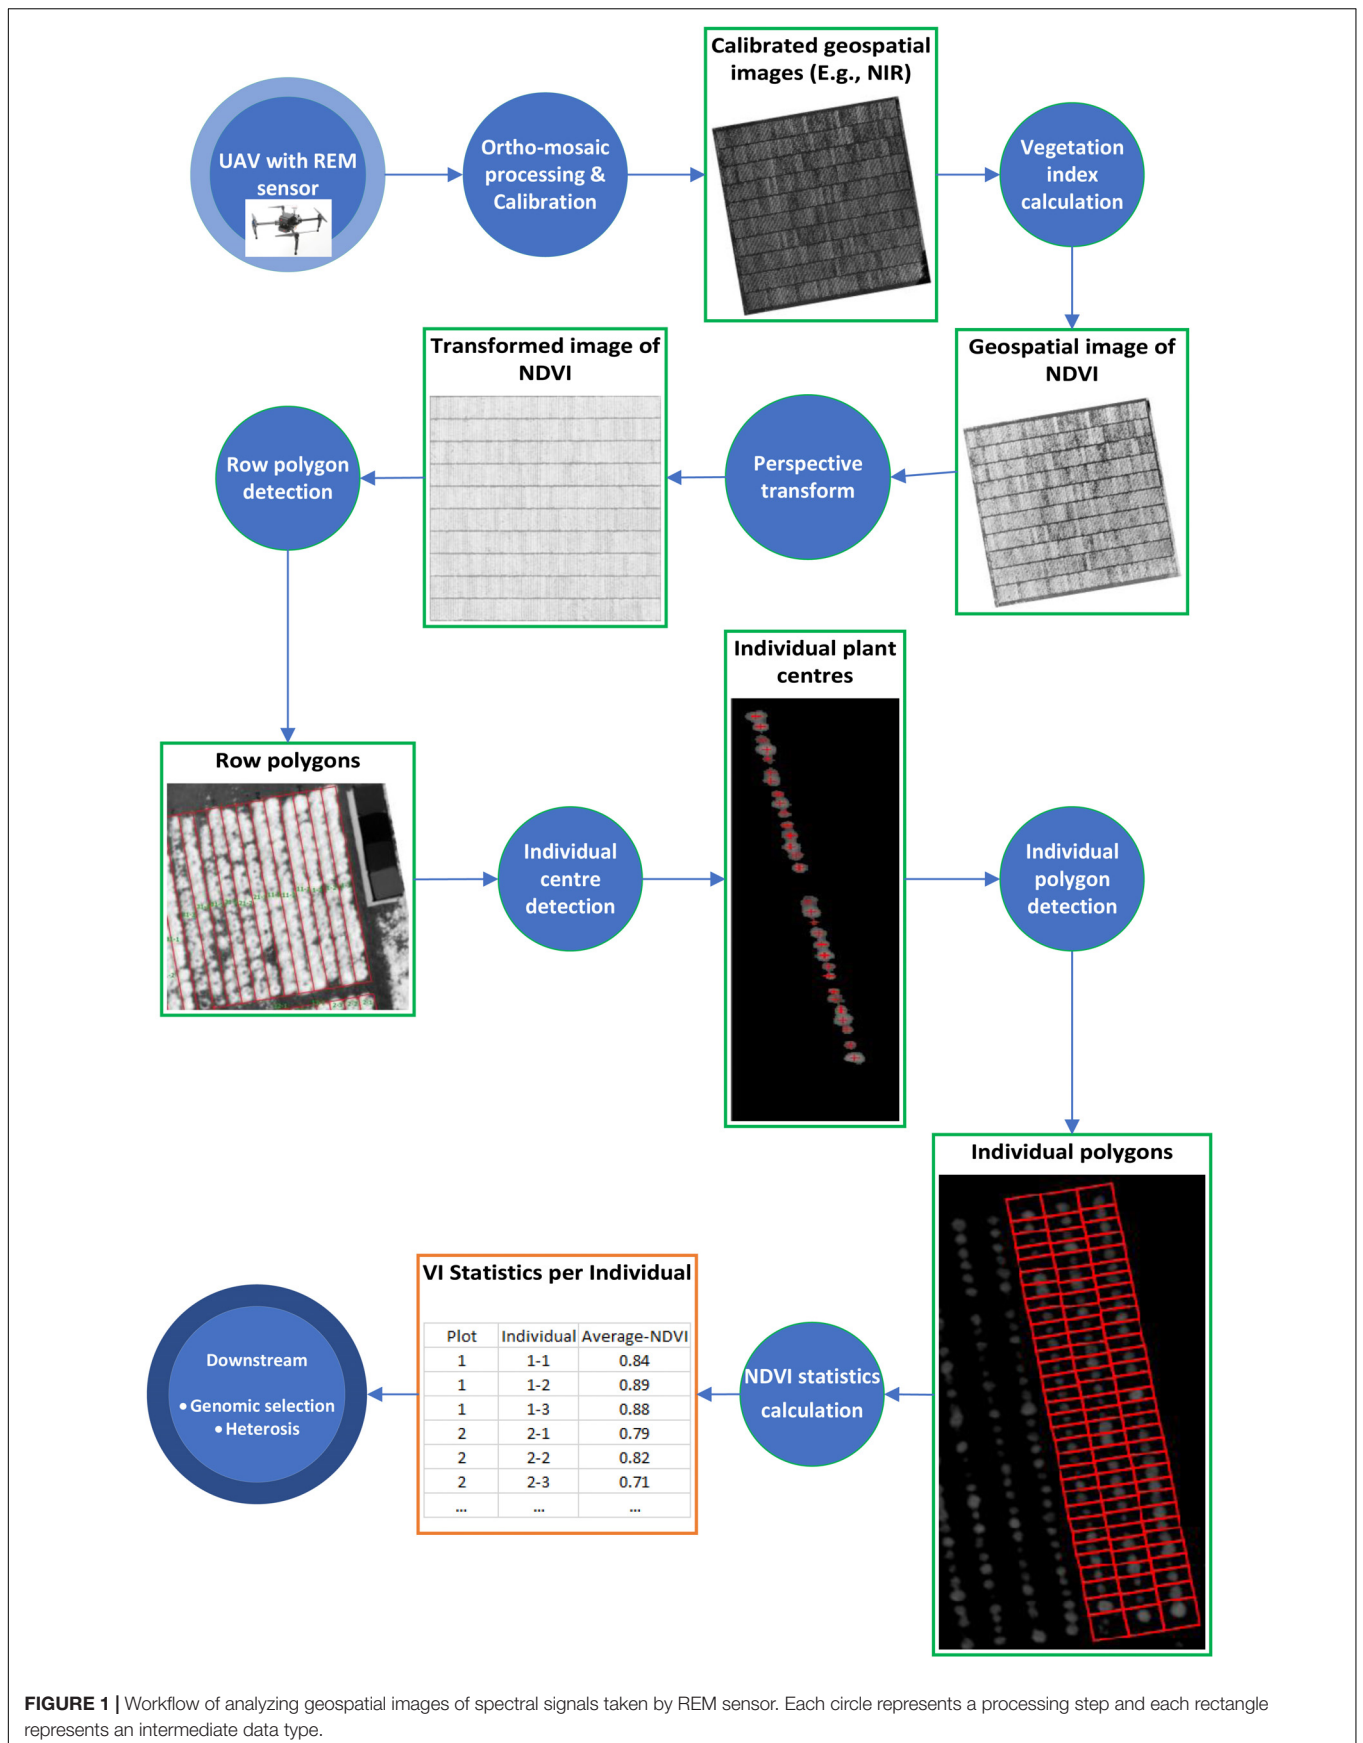 UAV with REM
sensor
Ortho-mosaic
processing &
Calibration
Calibrated geospatial
images (E.g., NIR)
Vegetation
index
calculation
Geospatial image of
NDVI
Perspective
transform
Transformed image of
NDVI
Row polygon
detection
Row polygons
Individual
centre
detection
Individual plant
centres
Individual
polygon
detection
Individual polygons
NDVI statistics
calculation
VI Statistics per Individual
Plot Individual Average-NDVI
1 1-1 0.84
1 1-2 0.89
1 1-3 0.88
2 2-1 0.79
2 2-2 0.82
2 2-3 0.71
... ... ...
Downstream
• Genomic selection
• Heterosis
FIGURE 1 | Workflow of analyzing geospatial images of spectral signals taken by REM sensor. Each circle represents a processing step and each rectangle
represents an intermediate data type.